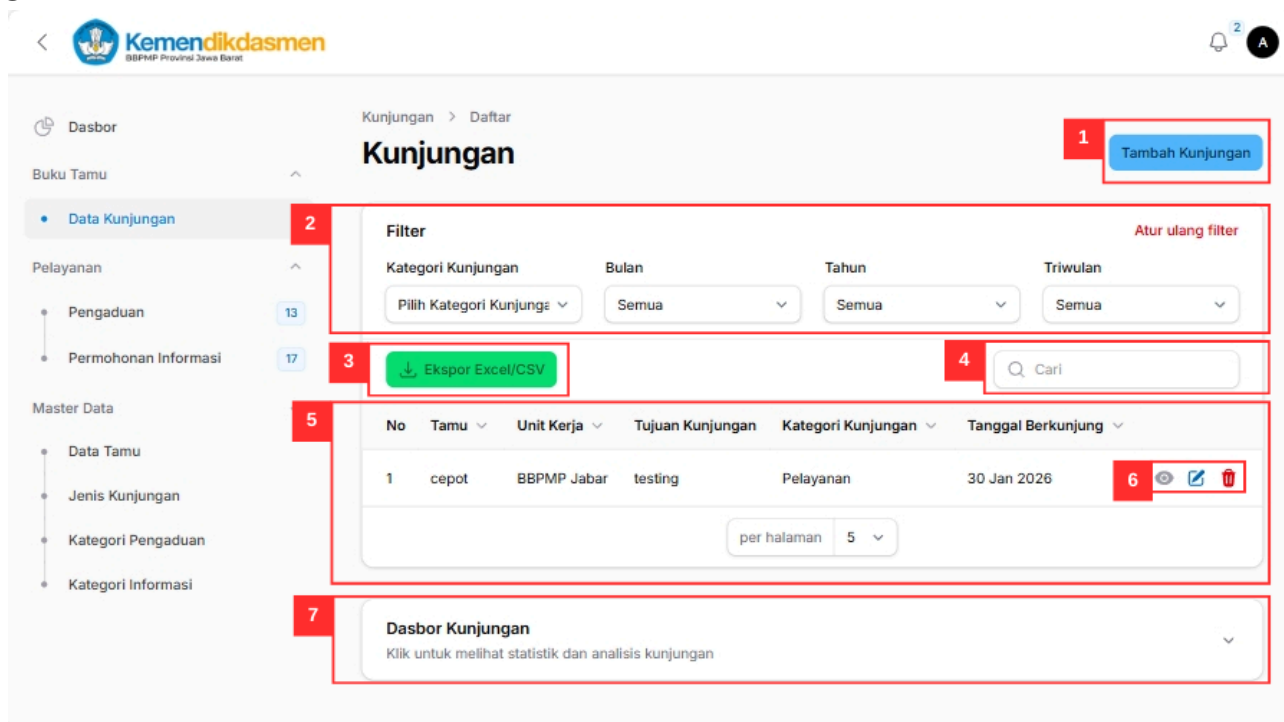 Kemendikdasmen
BBPMP Provinsi Jawa Barat
2
A
Dasbor
Buku Tamu
Data Kunjungan
Pelayanan
Pengaduan 13
Permohonan Informasi 17
Master Data
Data Tamu
Jenis Kunjungan
Kategori Pengaduan
Kategori Informasi
Kunjungan > Daftar
Kunjungan
1
Tambah Kunjungan
2
Filter Atur ulang filter
Kategori Kunjungan Bulan Tahun Triwulan
Pilih Kategori Kunjunga Semua Semua Semua
3
Ekspor Excel/CSV
4
Cari
5
No Tamu Unit Kerja Tujuan Kunjungan Kategori Kunjungan Tanggal Berkunjung
1 cepot BBPMP Jabar testing Pelayanan 30 Jan 2026
6
per halaman 5
7
Dasbor Kunjungan
Klik untuk melihat statistik dan analisis kunjungan